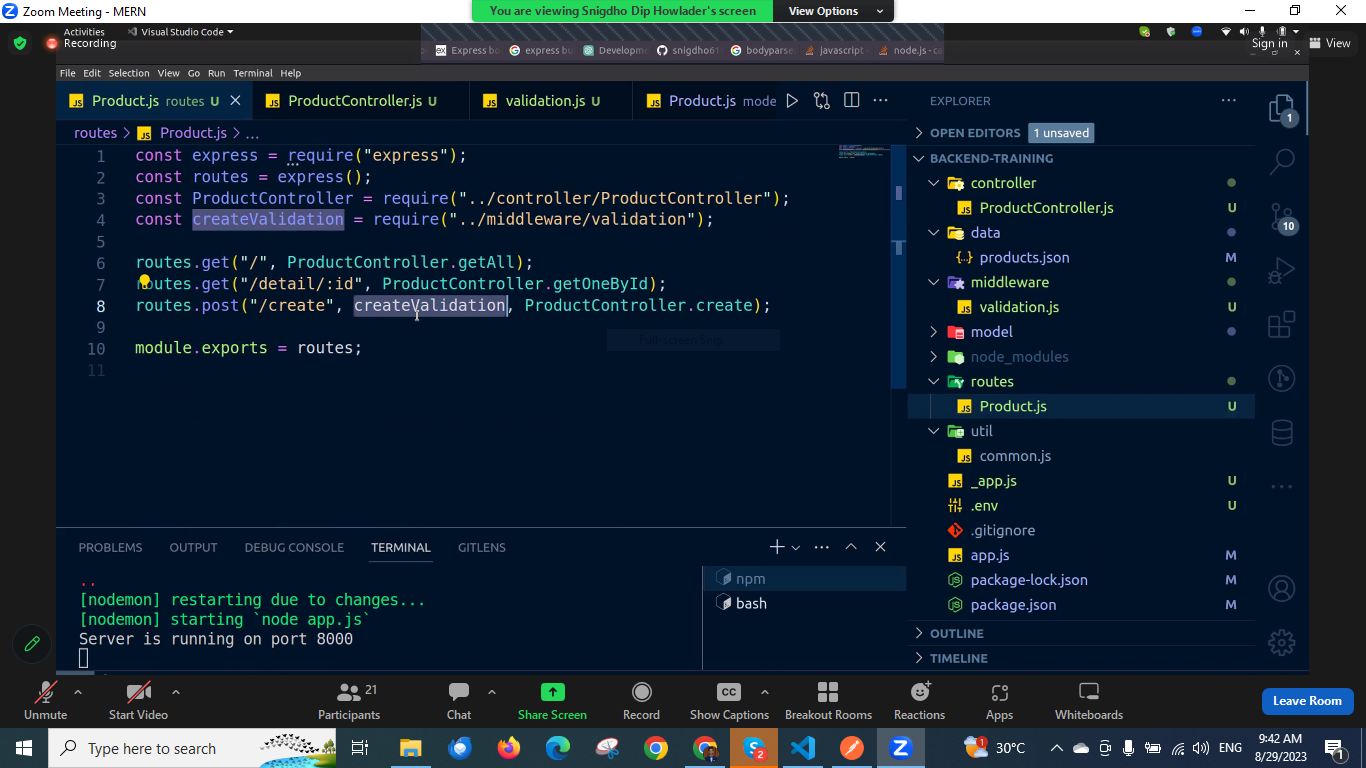 Zoom Meeting - MERN
You are viewing Snigdho Dip Howlader's screen
View Options
Activities
Visual Studio Code
Recording
Express bo
express bu
Developm
snigdho61
bodyparse
javascript
node.js - co
Sign in
View
File Edit Selection View Go Run Terminal Help
Product.js routes U
ProductController.js U
validation.js U
Product.js mode
routes > Product.js > ...
1 const express = require("express");
2 const routes = express();
3 const ProductController = require("../controller/ProductController");
4 const createValidation = require("../middleware/validation");
5
6 routes.get("/", ProductController.getAll);
7 routes.get("/detail/:id", ProductController.getOneById);
8 routes.post("/create", createValidation, ProductController.create);
9
10 module.exports = routes;
11
EXPLORER
OPEN EDITORS 1 unsaved
BACKEND-TRAINING
controller
ProductController.js U
data
products.json M
middleware
validation.js U
model
node_modules
routes
Product.js U
util
common.js
_app.js U
.env U
.gitignore
app.js M
package-lock.json M
package.json M
OUTLINE
TIMELINE
1
10
PROBLEMS OUTPUT DEBUG CONSOLE TERMINAL GITLENS
[nodemon] restarting due to changes...
[nodemon] starting `node app.js`
Server is running on port 8000
npm
bash
Unmute
Start Video
Participants 21
Chat
Share Screen
Record
CC
Show Captions
Breakout Rooms
Reactions
Apps
Whiteboards
Leave Room
Type here to search
2
1
30°C
ENG
9:42 AM
8/29/2023
1